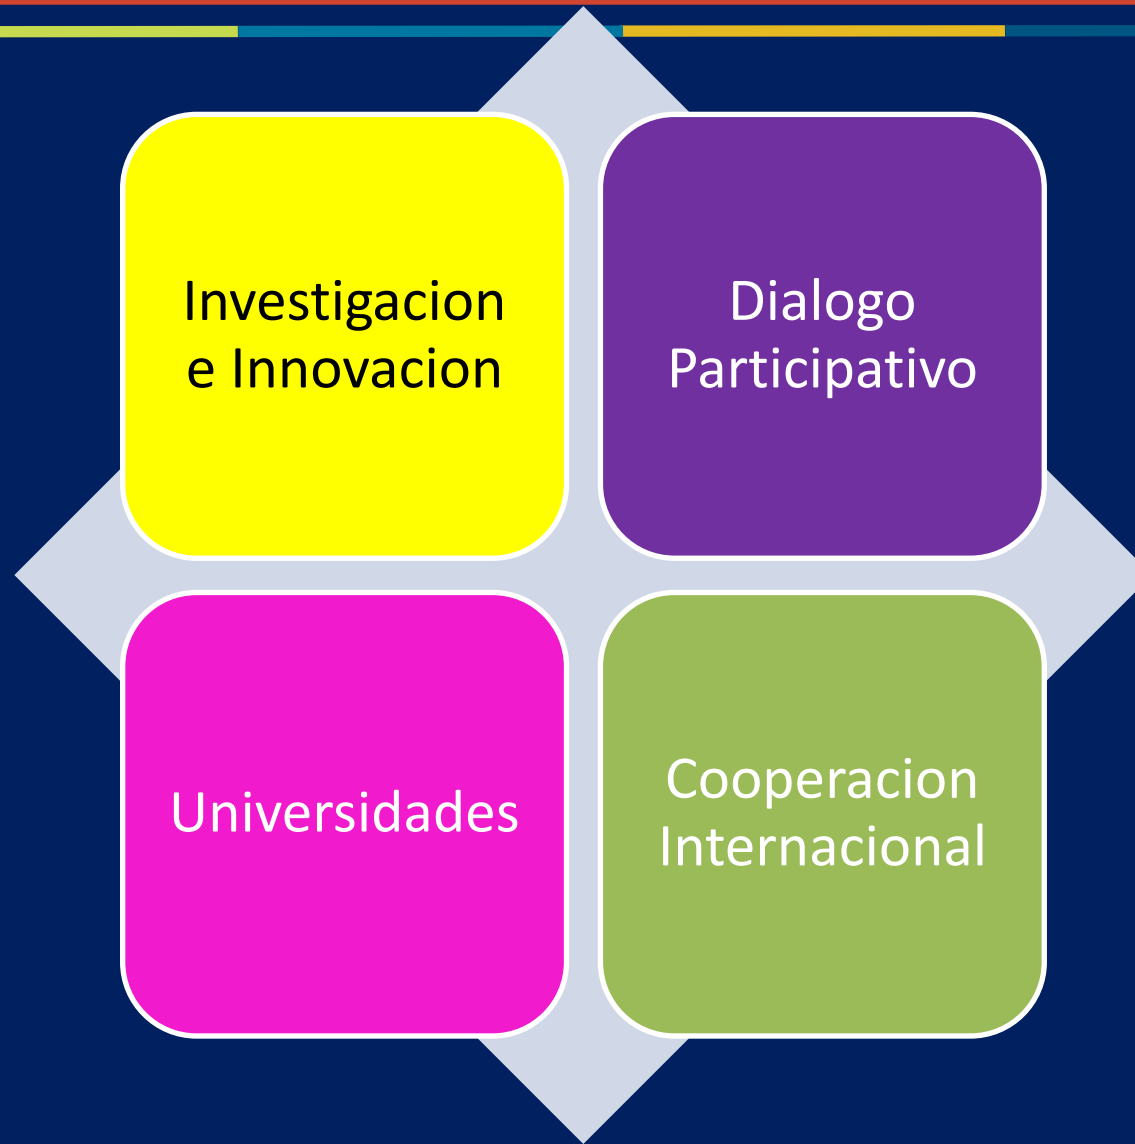 Investigacion
e Innovacion
Dialogo
Participativo
Universidades
Cooperacion
Internacional